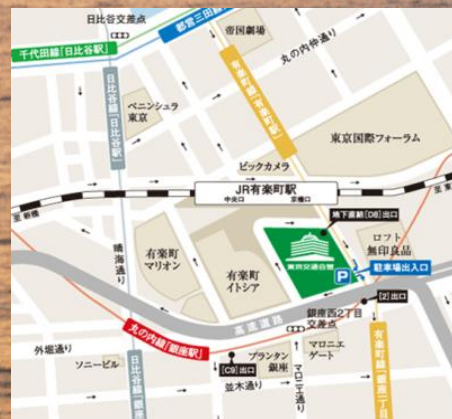 日比谷交差点
都営三田線
帝国劇場
千代田線「日比谷駅」
丸の内仲通り
有楽町線「有楽町駅」
ペニンシュラ
東京
日比谷線「日比谷駅」
東京国際フォーラム
ビックカメラ
JR有楽町駅
中央口
京橋口
至 新橋
至 東
地下直結[D8]出口
晴海通り
有楽町
マリオン
有楽町
イトシア
東京交通会館
ロフト
無印良品
P
駐車場出入口
[2]出口
高速道路
銀座西2丁目
交差点
丸の内線「銀座駅」
外堀通り
ソニービル
日比谷線「銀座
[C9]出口
プランタン
銀座
マロニエ
ゲート
並木通り
マロニエ通り
有楽町線「銀座一丁目